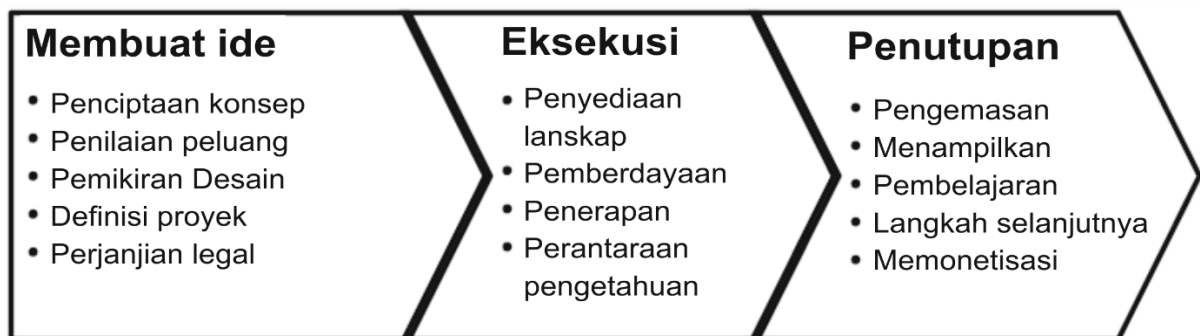 Membuat ide
• Penciptaan konsep
• Penilaian peluang
• Pemikiran Desain
• Definisi proyek
• Perjanjian legal
Eksekusi
• Penyediaan
lanskap
• Pemberdayaan
• Penerapan
• Perantaraan
pengetahuan
Penutupan
• Pengemasan
• Menampilkan
• Pembelajaran
• Langkah selanjutnya
• Memonetisasi